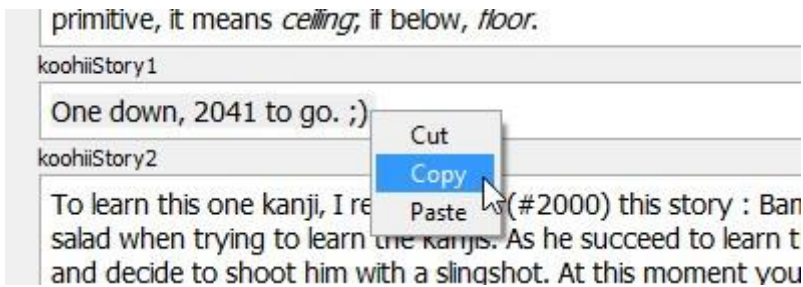 primitive, it means ceiling; if below, floor.
koohiiStory1
One down, 2041 to go. ;)
Cut
koohiiStory2
Copy
To learn this one kanji, I re (#2000) this story : Ban
Paste
salad when trying to learn the kanjis. As he succeed to learn t
and decide to shoot him with a slingshot. At this moment you